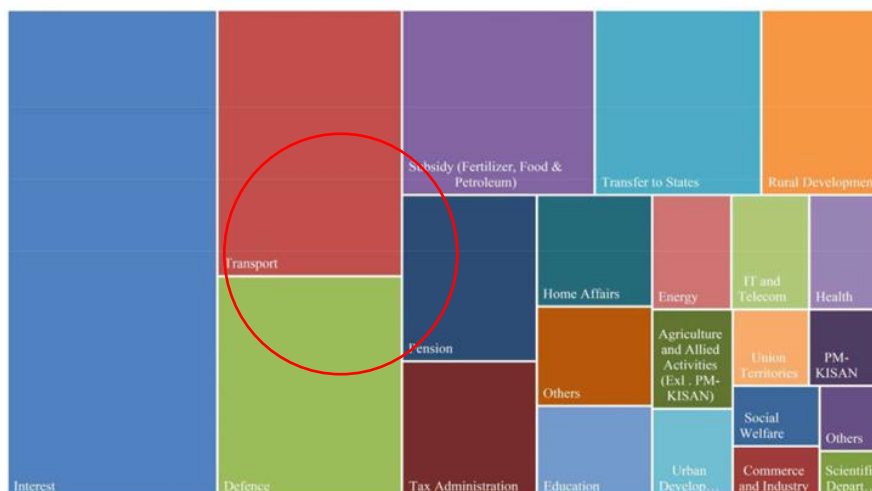 Subsidy (Fertilizer, Food &
Petroleum)
Transfer to States
Rural Development
Transport
Home Affairs
Energy
IT and
Telecom
Health
Pension
Others
Agriculture
and Allied
Activities
(Exl . PM-
KISAN)
Union
Territories
PM-
KISAN
Social
Welfare
Others
Interest
Defence
Tax Administration
Education
Urban
Develop...
Commerce
and Industry
Scientifi
Depart...